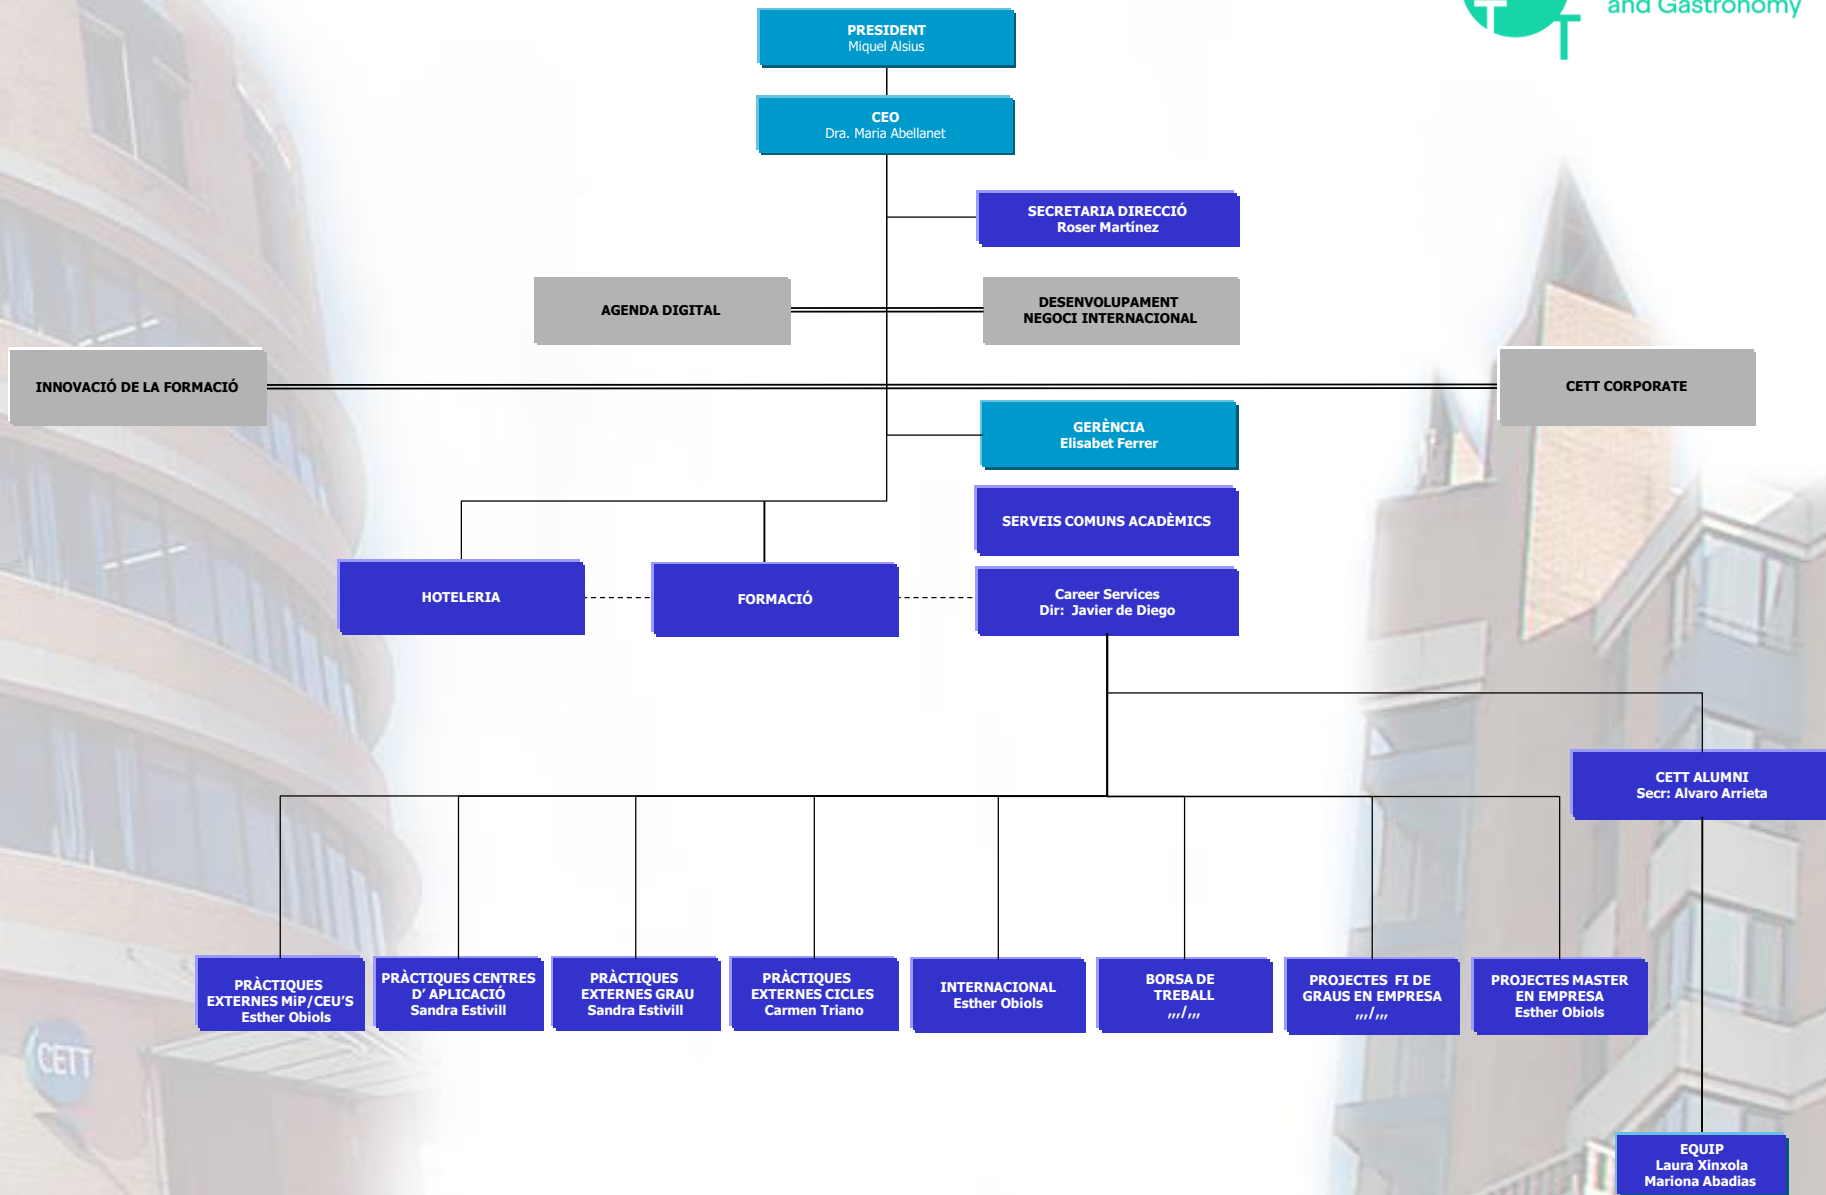 and Gastronomy
T
T
PRESIDENT
Miquel Alsius
CEO
Dra. Maria Abellanet
SECRETARIA DIRECCIÓ
Roser Martínez
AGENDA DIGITAL
DESENVOLUPAMENT
NEGOCI INTERNACIONAL
INNOVACIÓ DE LA FORMACIÓ
CETT CORPORATE
GERÈNCIA
Elisabet Ferrer
SERVEIS COMUNS ACADÈMICS
HOTELERIA
FORMACIÓ
Career Services
Dir: Javier de Diego
CETT ALUMNI
Secr: Alvaro Arrieta
PRÀCTIQUES
EXTERNES MiP/CEU'S
Esther Obiols
PRÀCTIQUES CENTRES
D' APLICACIÓ
Sandra Estivill
PRÀCTIQUES
EXTERNES GRAU
Sandra Estivill
PRÀCTIQUES
EXTERNES CICLES
Carmen Triano
INTERNACIONAL
Esther Obiols
BORSA DE
TREBALL
,,,/,,,
PROJECTES FI DE
GRAUS EN EMPRESA
,,,/,,,
PROJECTES MASTER
EN EMPRESA
Esther Obiols
CETT
EQUIP
Laura Xinxola
Mariona Abadias